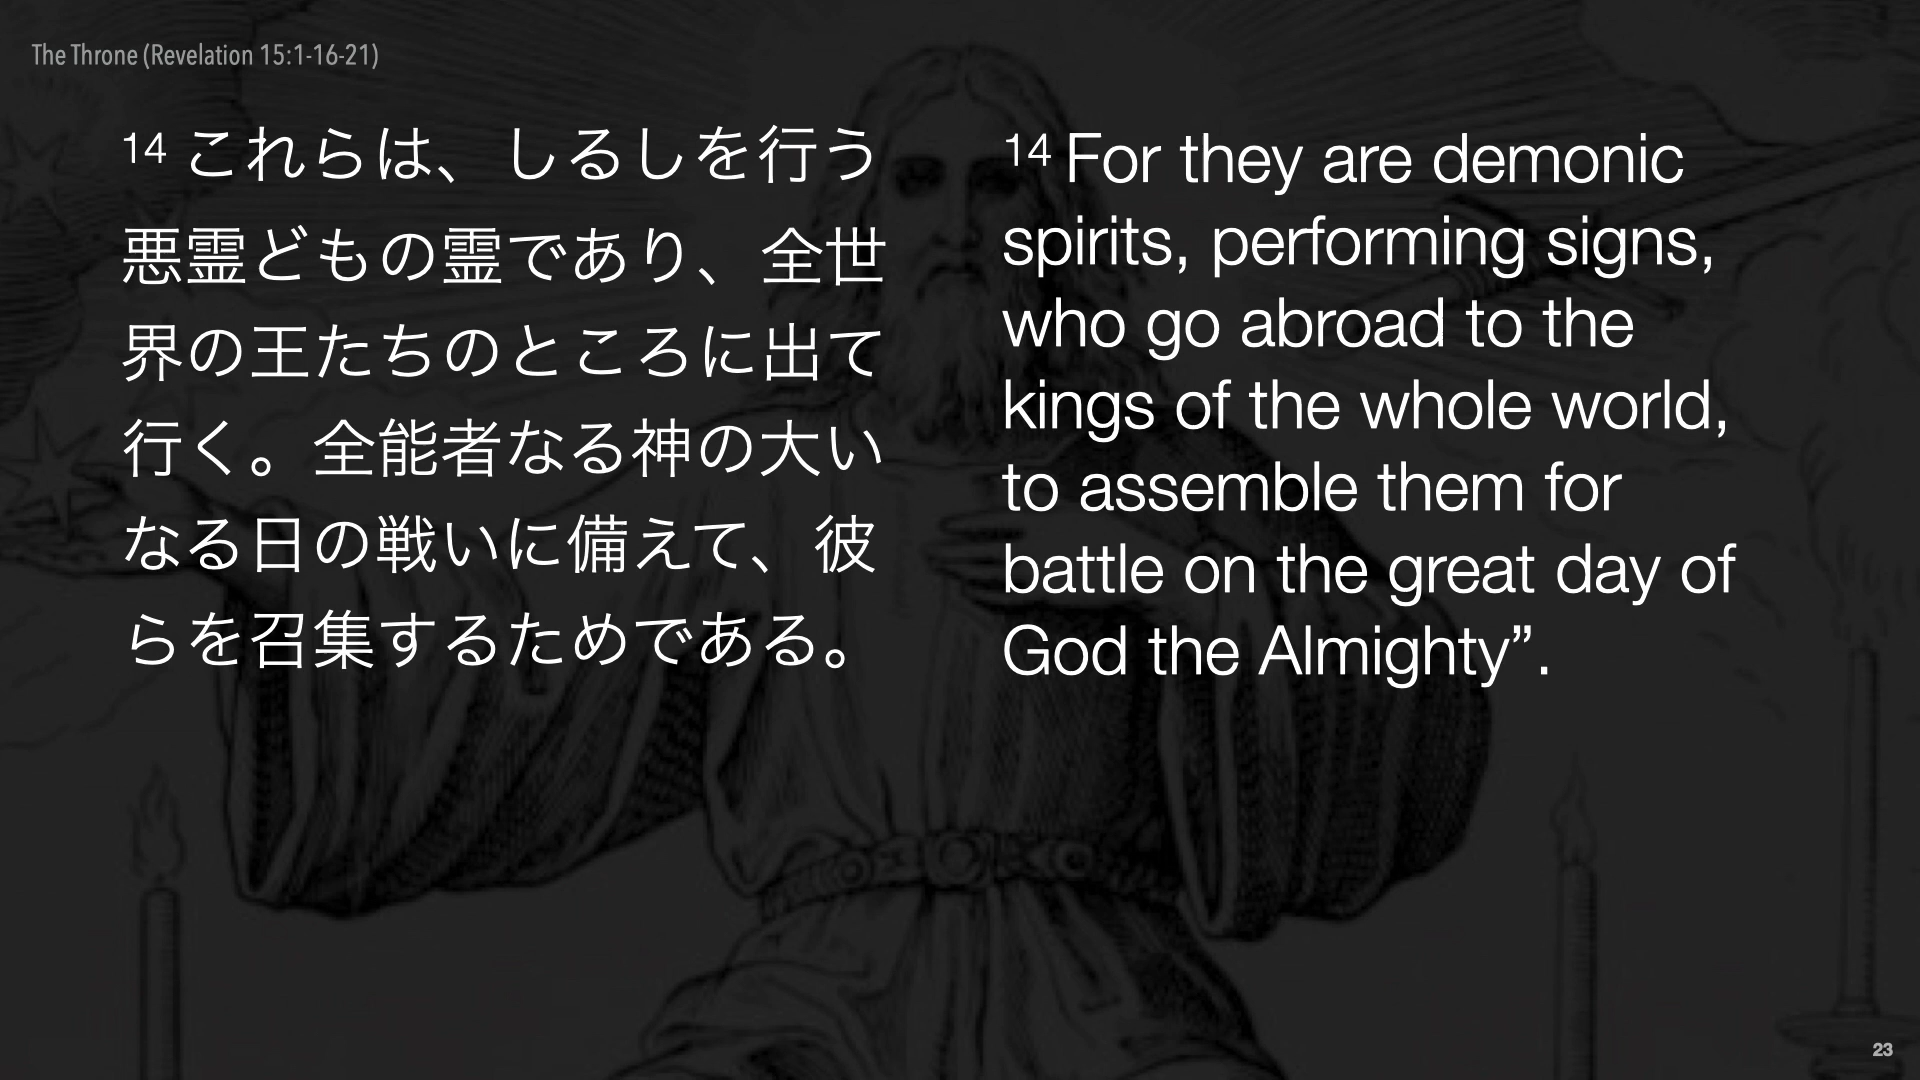 The Throne (Revelation 15:1-16-21)
14 これらは、しるしを行う
悪霊どもの霊であり、全世
界の王たちのところに出て
行く。全能者なる神の大い
なる日の戦いに備えて、彼
らを召集するためである。
14 For they are demonic
spirits, performing signs,
who go abroad to the
kings of the whole world,
to assemble them for
battle on the great day of
God the Almighty”.
23